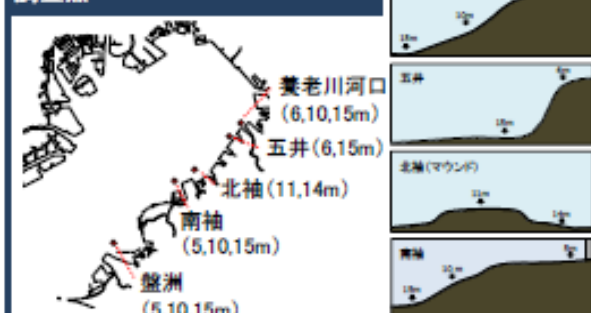 養老川河口
(6,10,15m)
五井(6,15m)
北袖(11,14m)
南袖
(5,10,15m)
盤洲
(5,10,15m)
10m
15m
五井
6m
15m
北袖(マウンド)
11m
14m
南袖
5m
10m
15m